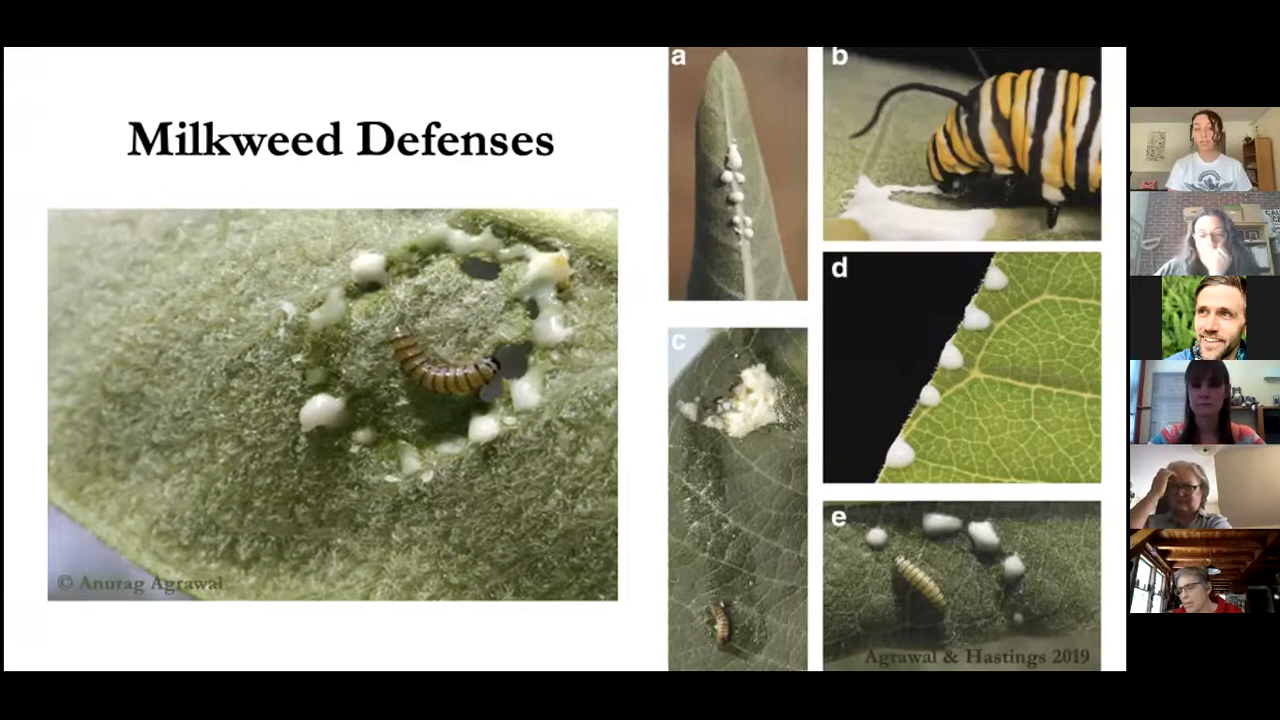 Milkweed Defenses
© Anurag Agrawal
a
b
c
d
e
Agrawal & Hastings 2019